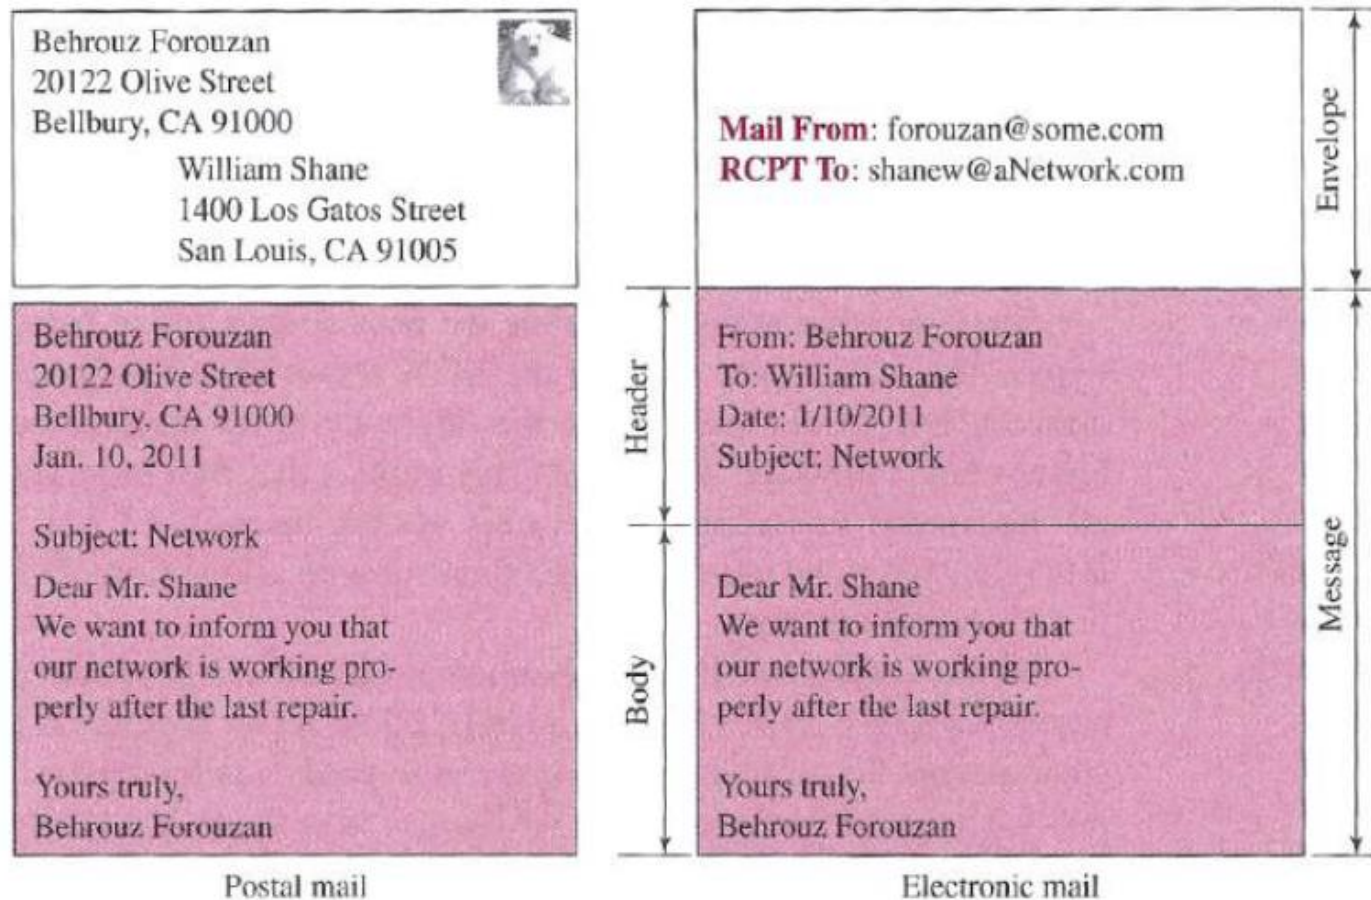 Behrouz Forouzan
20122 Olive Street
Bellbury, CA 91000
William Shane
1400 Los Gatos Street
San Louis, CA 91005
Behrouz Forouzan
20122 Olive Street
Bellbury, CA 91000
Jan. 10, 2011
Subject: Network
Dear Mr. Shane
We want to inform you that
our network is working pro-
perly after the last repair.
Yours truly,
Behrouz Forouzan
Postal mail
Header
Body
Mail From: forouzan@some.com
RCPT To: shanew@aNetwork.com
From: Behrouz Forouzan
To: William Shane
Date: 1/10/2011
Subject: Network
Dear Mr. Shane
We want to inform you that
our network is working pro-
perly after the last repair.
Yours truly,
Behrouz Forouzan
Electronic mail
Envelope
Message